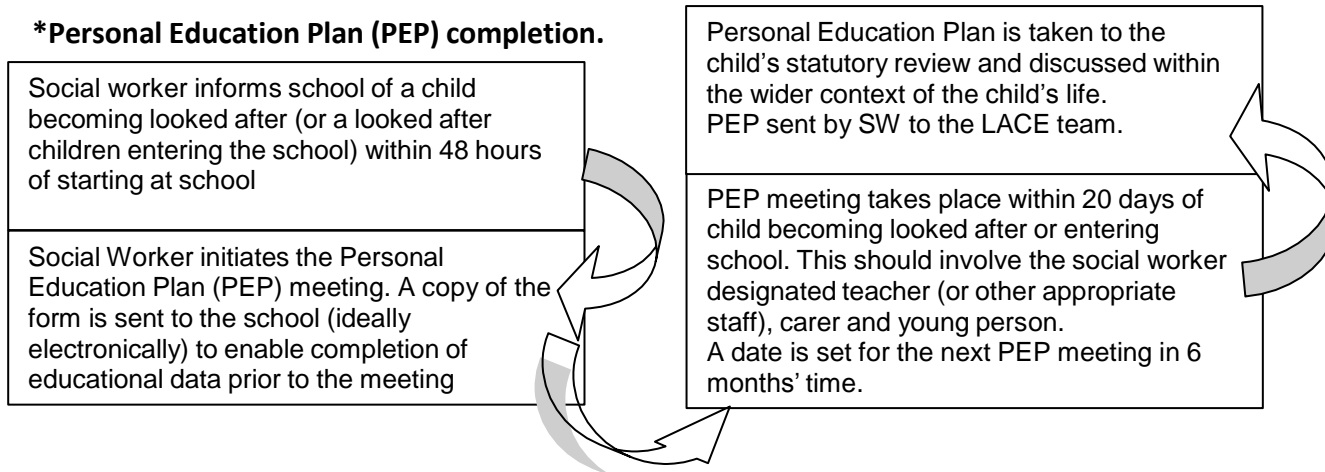 *Personal Education Plan (PEP) completion.
Social worker informs school of a child
becoming looked after (or a looked after
children entering the school) within 48 hours
of starting at school
Social Worker initiates the Personal
Education Plan (PEP) meeting. A copy of the
form is sent to the school (ideally
electronically) to enable completion of
educational data prior to the meeting
PEP meeting takes place within 20 days of
child becoming looked after or entering
school. This should involve the social worker
designated teacher (or other appropriate
staff), carer and young person.
A date is set for the next PEP meeting in 6
months’ time.
Personal Education Plan is taken to the
child’s statutory review and discussed within
the wider context of the child’s life.
PEP sent by SW to the LACE team.